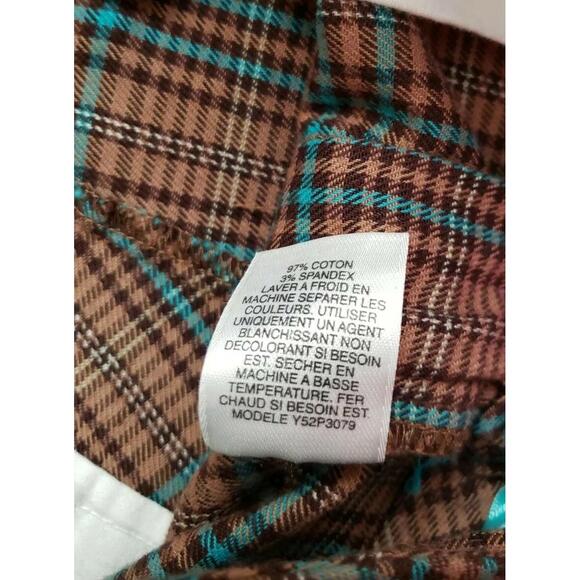 97% COTON
3% SPANDEX
LAVER A FROID EN
MACHINE SEPARER LES
COULEURS. UTILISER
UNIQUEMENT UN AGENT
BLANCHISSANT NON
DECOLORANT SI BESOIN
EST. SECHER EN
MACHINE A BASSE
TEMPERATURE. FER
CHAUD SI BESOIN EST.
MODELE Y52P3079